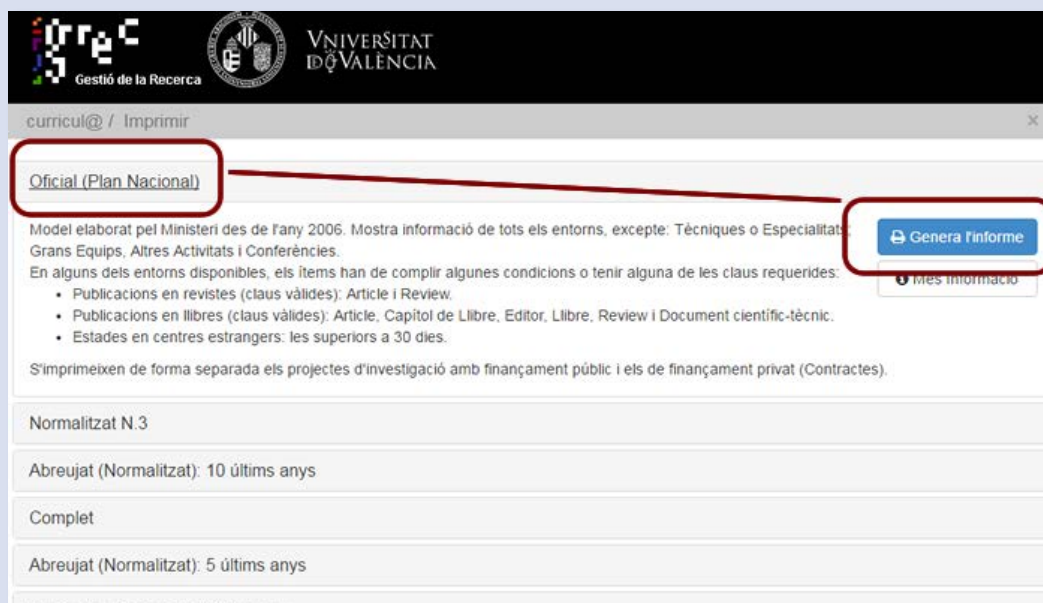 grec
Gestió de la Recerca
VNIVERSITAT
DӦVALÈNCIA
curricul@ / Imprimir
×
Oficial (Plan Nacional)
Model elaborat pel Ministeri des de l'any 2006. Mostra informació de tots els entorns, excepte: Tècniques o Especialitats;
Grans Equips, Altres Activitats i Conferències.
En alguns dels entorns disponibles, els ítems han de complir algunes condicions o tenir alguna de les claus requerides:
• Publicacions en revistes (claus vàlides): Article i Review.
• Publicacions en llibres (claus vàlides): Article, Capítol de Llibre, Editor, Llibre, Review i Document científic-tècnic.
• Estades en centres estrangers: les superiors a 30 dies.
S'imprimeixen de forma separada els projectes d'investigació amb finançament públic i els de finançament privat (Contractes).
Genera l'informe
Més informació
Normalitzat N.3
Abreujat (Normalitzat): 10 últims anys
Complet
Abreujat (Normalitzat): 5 últims anys